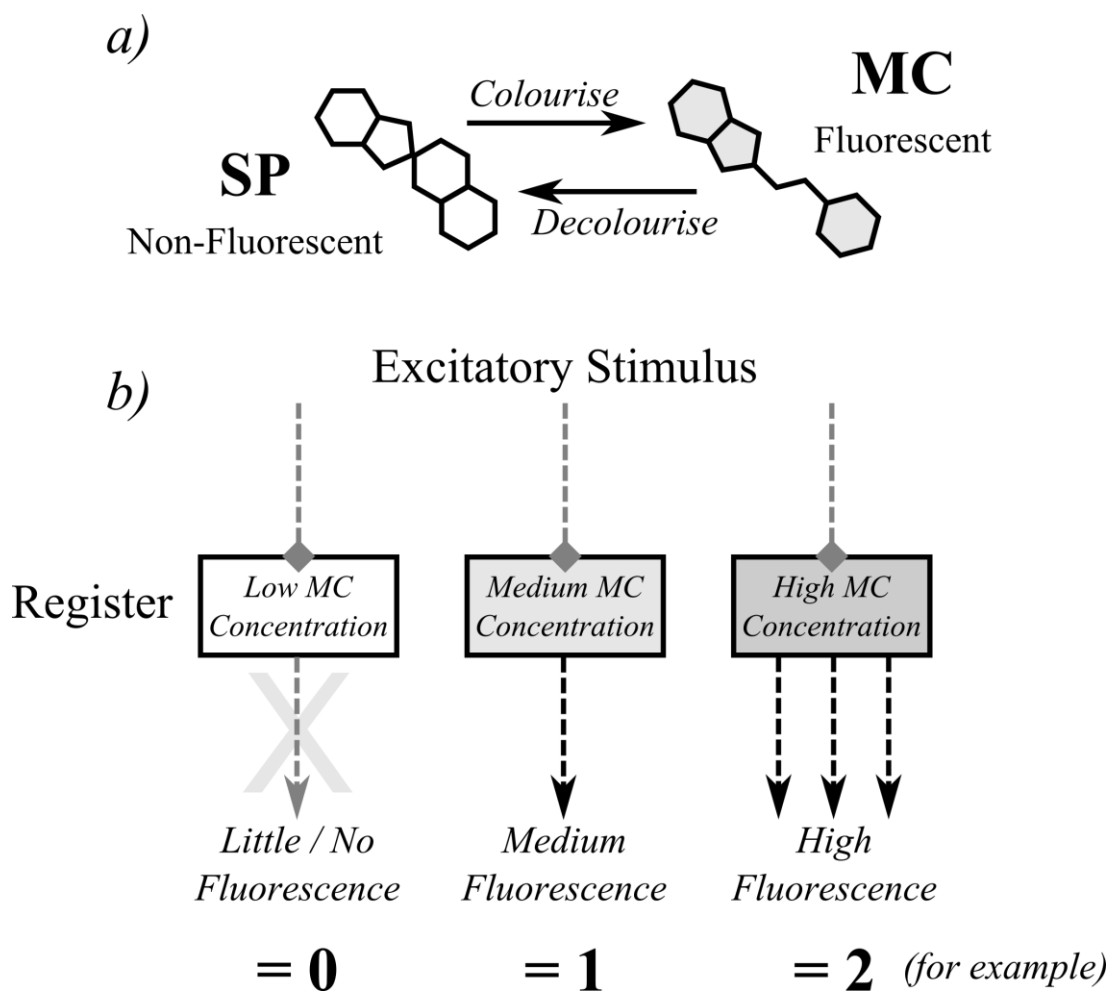 a)
Colourise
MC
Fluorescent
SP
Non-Fluorescent
Decolourise
Excitatory Stimulus
b)
Register
Low MC
Concentration
Medium MC
Concentration
High MC
Concentration
X
Little / No
Fluorescence
Medium
Fluorescence
High
Fluorescence
= 0
= 1
= 2 (for example)